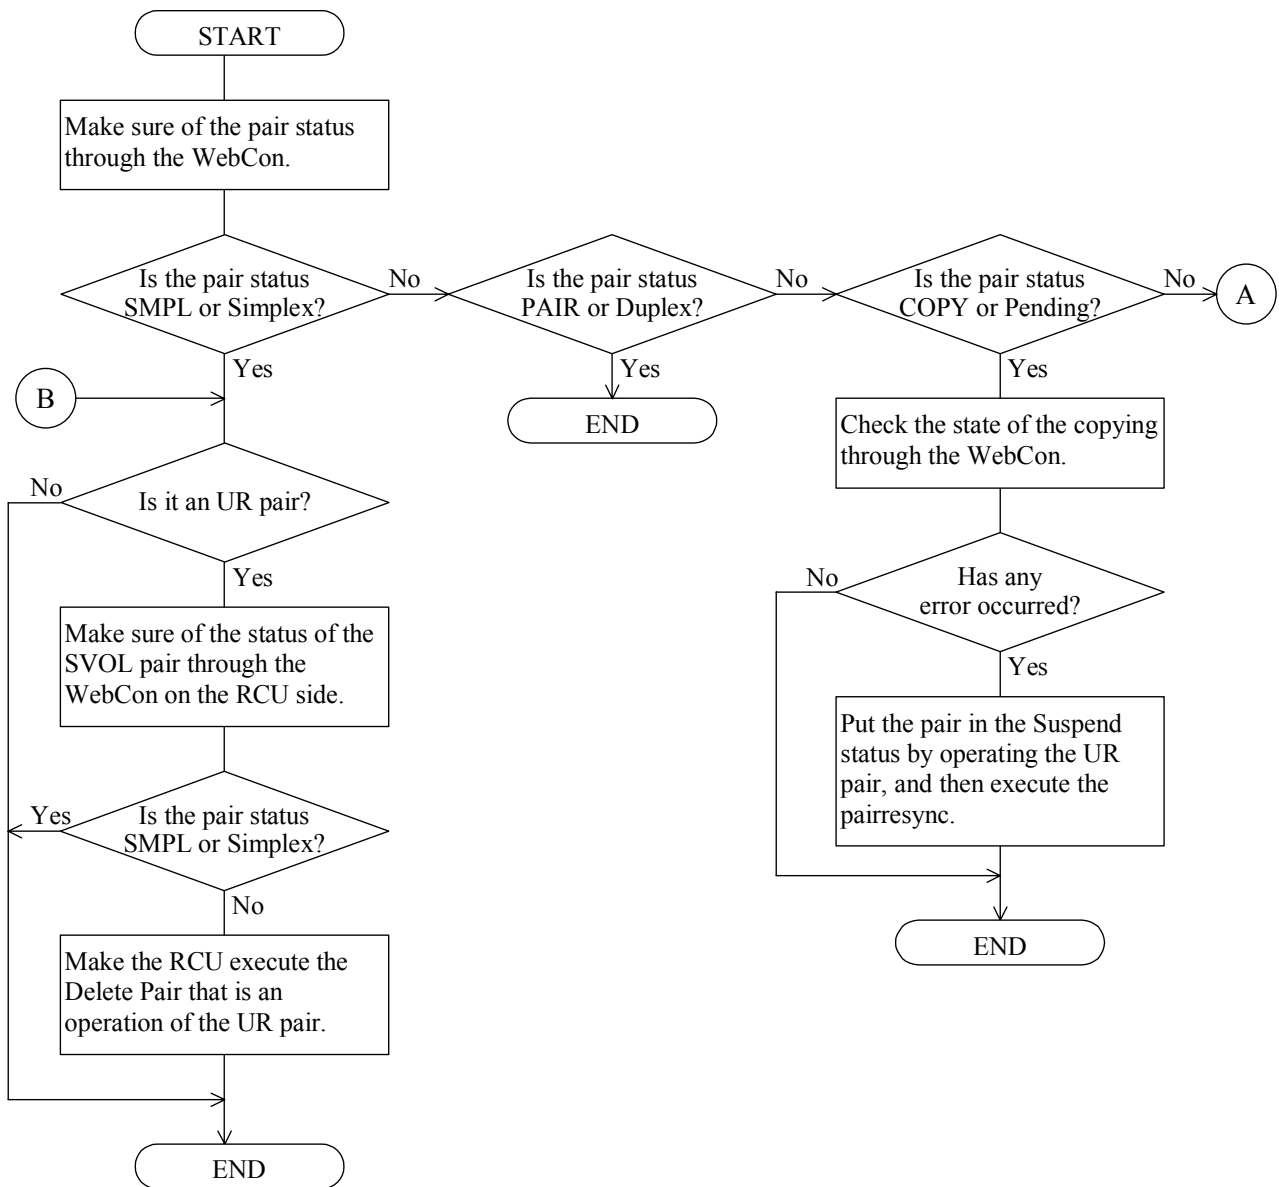 START
Make sure of the pair status
through the WebCon.
Is the pair status
SMPL or Simplex?
No
Is the pair status
PAIR or Duplex?
No
Is the pair status
COPY or Pending?
No
A
Yes
Yes
Yes
B
END
Check the state of the copying
through the WebCon.
No
Is it an UR pair?
Yes
No
Has any
error occurred?
Yes
Make sure of the status of the
SVOL pair through the
WebCon on the RCU side.
Put the pair in the Suspend
status by operating the UR
pair, and then execute the
pairresync.
Yes
Is the pair status
SMPL or Simplex?
No
END
Make the RCU execute the
Delete Pair that is an
operation of the UR pair.
END